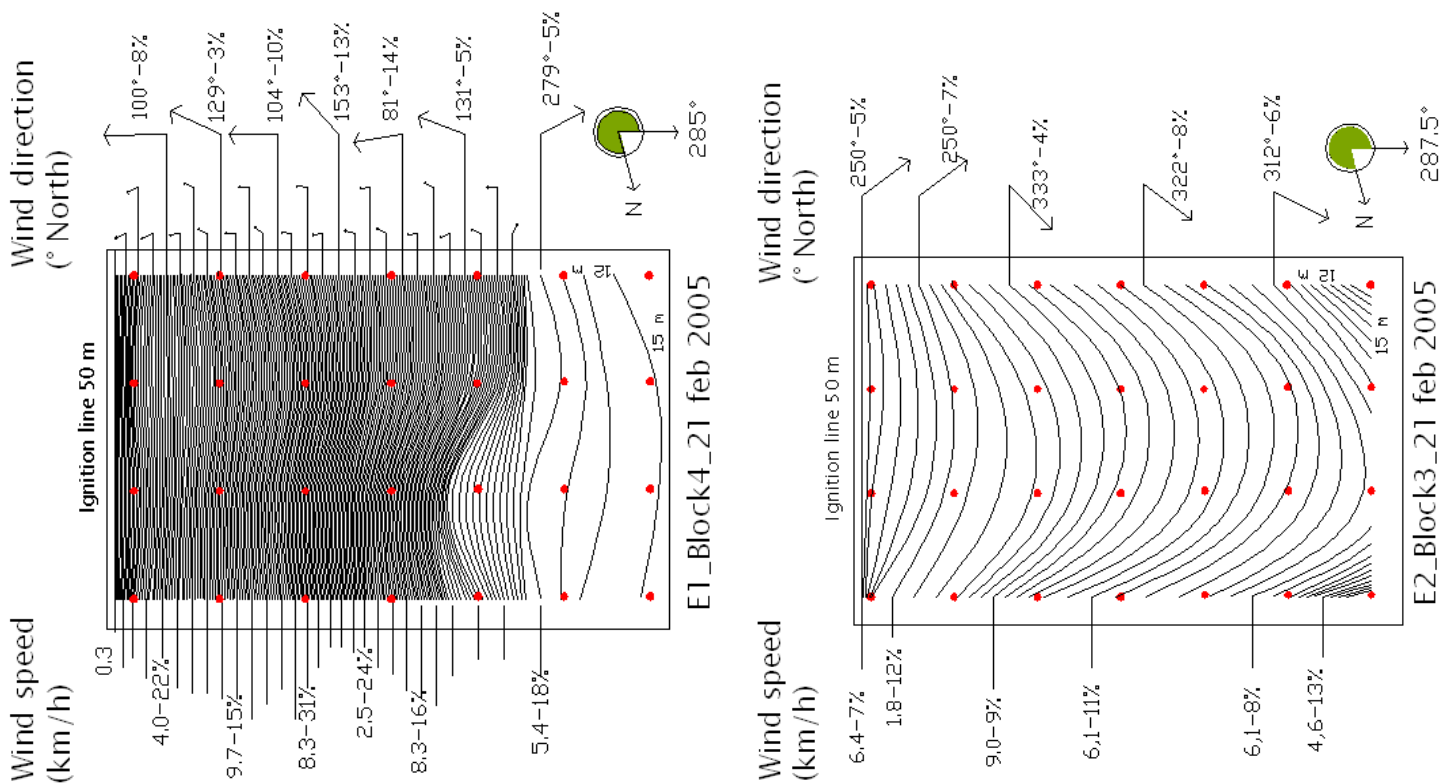 Wind direction
(° North)
100°-8%
129°-3%
104°-10%
153°-13%
81°-14%
131°-5%
279°-5%
Ignition line 50 m
12 m
15 m
N
285°
Wind speed
(km/h)
0.3
4.0-22%
9.7-15%
8.3-31%
2.5-24%
8.3-16%
5.4-18%
E1_Block4_21 feb 2005
Wind direction
(° North)
250°-5%
250°-7%
333°-4%
322°-8%
312°-6%
Ignition line 50 m
12 m
15 m
N
287.5°
Wind speed
(km/h)
6.4-7%
1.8-12%
9.0-9%
6,1-11%
6,1-8%
4,6-13%
E2_Block3_21 feb 2005